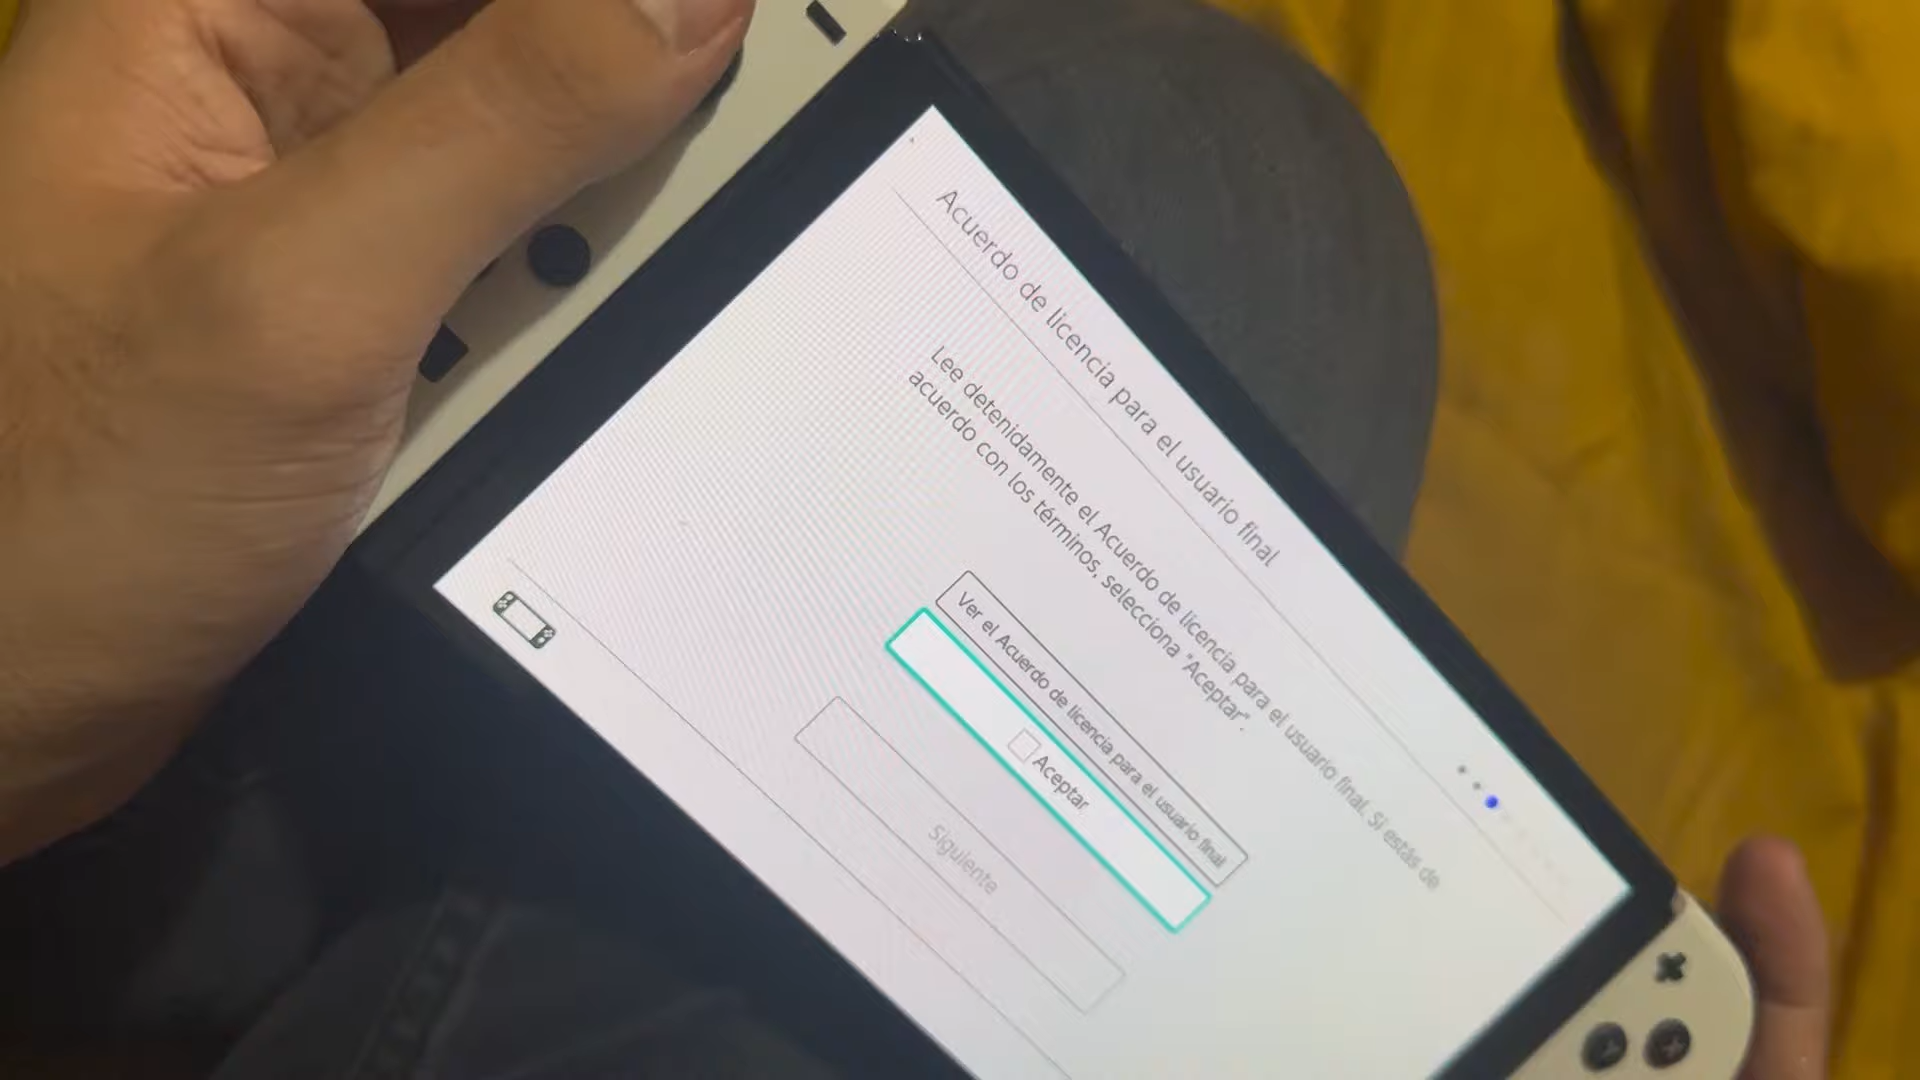 Acuerdo de licencia para el usuario final
Lee detenidamente el Acuerdo de licencia para el usuario final. Si estás de
acuerdo con los términos, selecciona "Aceptar".
Ver el Acuerdo de licencia para el usuario final
Aceptar
Siguiente